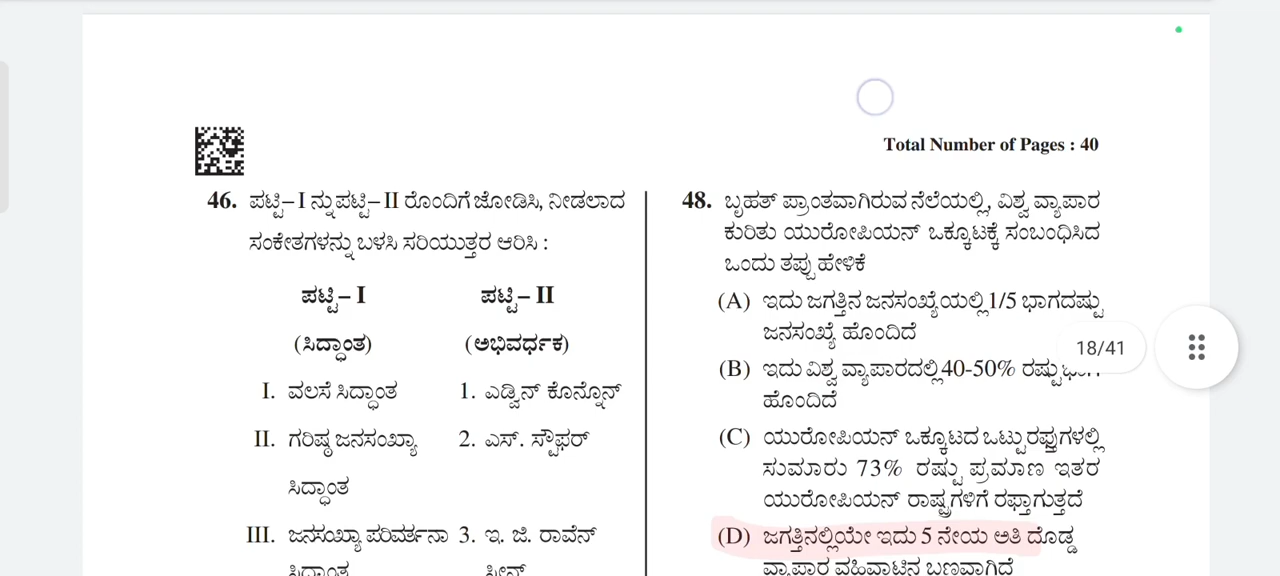 Total Number of Pages : 40
46. ಪಟ್ಟಿ–I ನ್ನು ಪಟ್ಟಿ–II ರೊಂದಿಗೆ ಜೋಡಿಸಿ, ನೀಡಲಾದ
ಸಂಕೇತಗಳನ್ನು ಬಳಸಿ ಸರಿಯುತ್ತರ ಆರಿಸಿ :
ಪಟ್ಟಿ–I ಪಟ್ಟಿ–II
(ಸಿದ್ಧಾಂತ) (ಅಭಿವರ್ಧಕ)
I. ವಲಸೆ ಸಿದ್ಧಾಂತ 1. ಎಡ್ವಿನ್ ಕೊನ್ನೊನ್
II. ಗರಿಷ್ಠ ಜನಸಂಖ್ಯಾ 2. ಎಸ್. ಸ್ಟೌಫರ್
ಸಿದ್ಧಾಂತ
III. ಜನಸಂಖ್ಯಾ ಪರಿವರ್ತನಾ 3. ಇ. ಜಿ. ರಾವೆನ್
ಸಿದ್ಧಾಂತ ಸ್ಟೀನ್
48. ಬೃಹತ್ ಪ್ರಾಂತವಾಗಿರುವ ನೆಲೆಯಲ್ಲಿ, ವಿಶ್ವ ವ್ಯಾಪಾರ
ಕುರಿತು ಯುರೋಪಿಯನ್ ಒಕ್ಕೂಟಕ್ಕೆ ಸಂಬಂಧಿಸಿದ
ಒಂದು ತಪ್ಪು ಹೇಳಿಕೆ
(A) ಇದು ಜಗತ್ತಿನ ಜನಸಂಖ್ಯೆಯಲ್ಲಿ 1/5 ಭಾಗದಷ್ಟು
ಜನಸಂಖ್ಯೆ ಹೊಂದಿದೆ
(B) ಇದು ವಿಶ್ವ ವ್ಯಾಪಾರದಲ್ಲಿ 40-50% ರಷ್ಟು
ಹೊಂದಿದೆ
(C) ಯುರೋಪಿಯನ್ ಒಕ್ಕೂಟದ ಒಟ್ಟು ರಫ್ತುಗಳಲ್ಲಿ
ಸುಮಾರು 73% ರಷ್ಟು ಪ್ರಮಾಣ ಇತರ
ಯುರೋಪಿಯನ್ ರಾಷ್ಟ್ರಗಳಿಗೆ ರಫ್ತಾಗುತ್ತದೆ
(D) ಜಗತ್ತಿನಲ್ಲಿಯೇ ಇದು 5 ನೇಯ ಅತಿ ದೊಡ್ಡ
ವ್ಯಾಪಾರ ವಹಿವಾಟಿನ ಬಣವಾಗಿದೆ
18/41